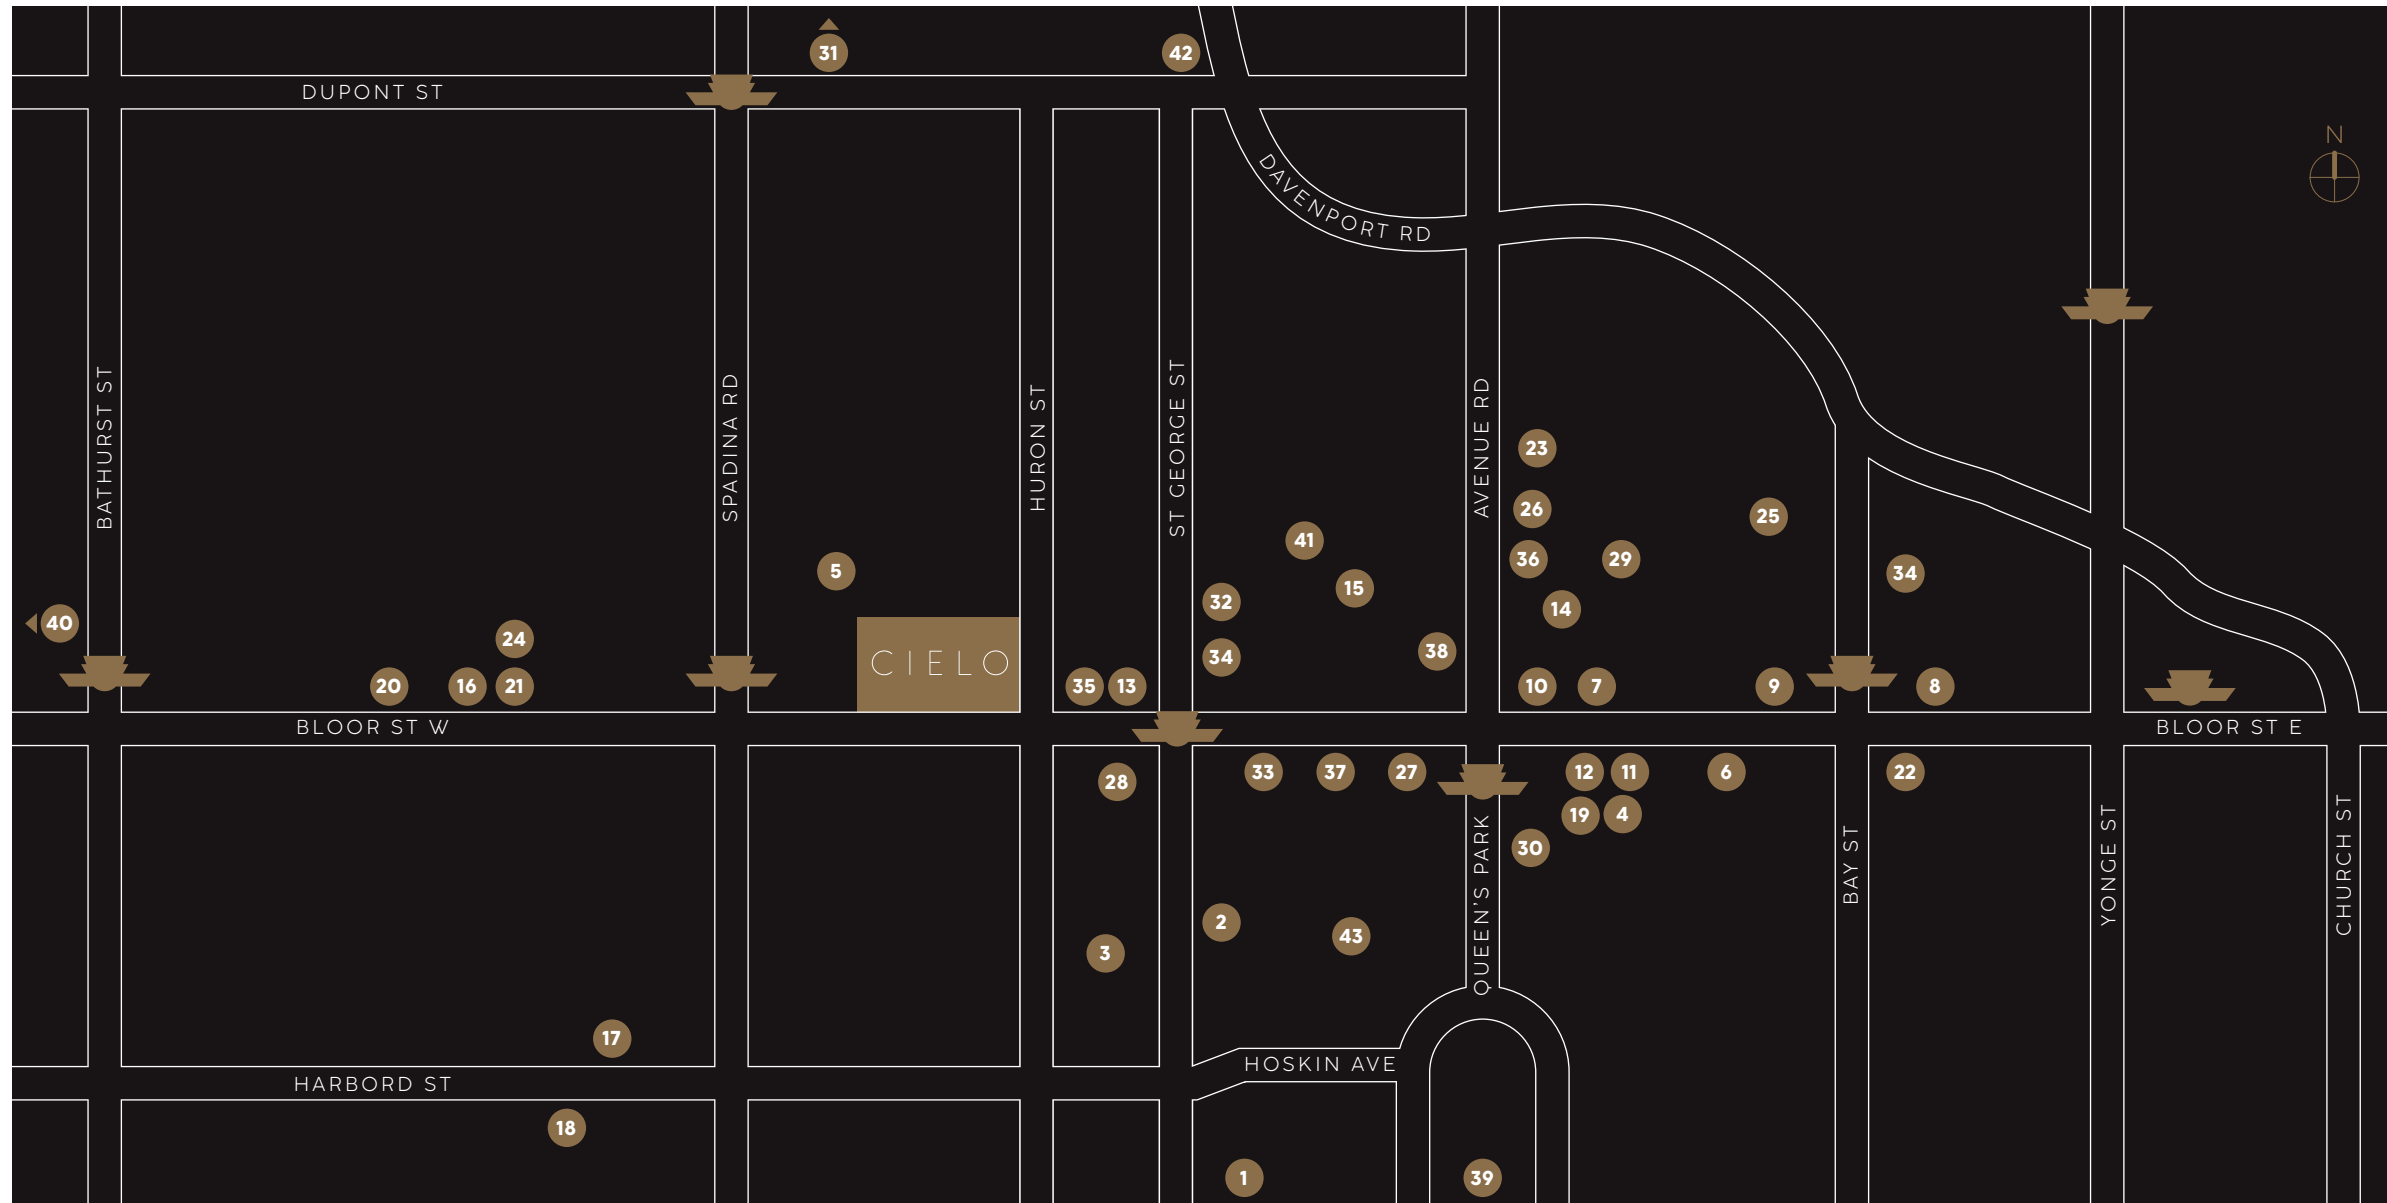 31
42
DUPONT ST
N
DAVENPORT RD
BATHURST ST
SPADINA RD
HURON ST
ST GEORGE ST
AVENUE RD
23
26
25
41
36
29
5
34
15
32
14
40
24
38
34
CIELO
20
16
21
35
13
10
7
9
8
BLOOR ST W
BLOOR ST E
28
33
37
27
12
11
6
22
19
4
30
QUEEN'S PARK
BAY ST
YONGE ST
CHURCH ST
2
43
3
17
HOSKIN AVE
HARBORD ST
18
1
39